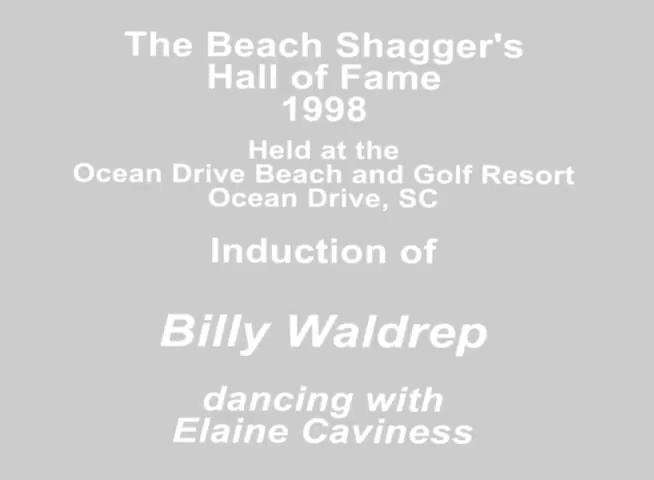 The Beach Shagger's
Hall of Fame
1998
Held at the
Ocean Drive Beach and Golf Resort
Ocean Drive, SC
Induction of
Billy Waldrep
dancing with
Elaine Caviness